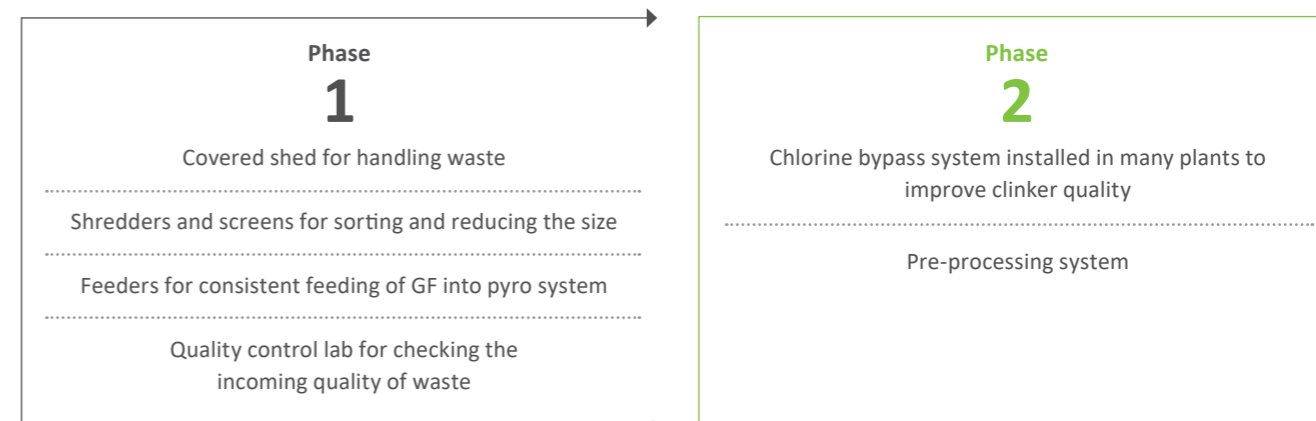 Phase
1
Covered shed for handling waste
Shredders and screens for sorting and reducing the size
Feeders for consistent feeding of GF into pyro system
Quality control lab for checking the
incoming quality of waste
Phase
2
Chlorine bypass system installed in many plants to
improve clinker quality
Pre-processing system